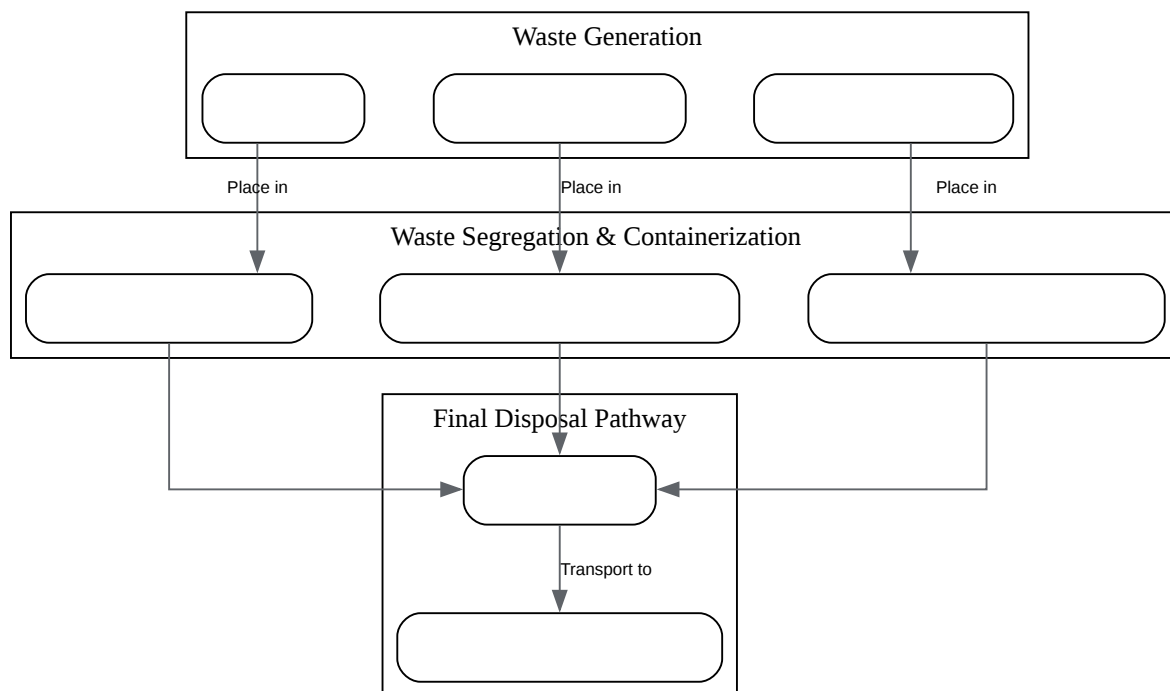 Waste Generation
Place in
Place in
Place in
Waste Segregation & Containerization
Final Disposal Pathway
Transport to